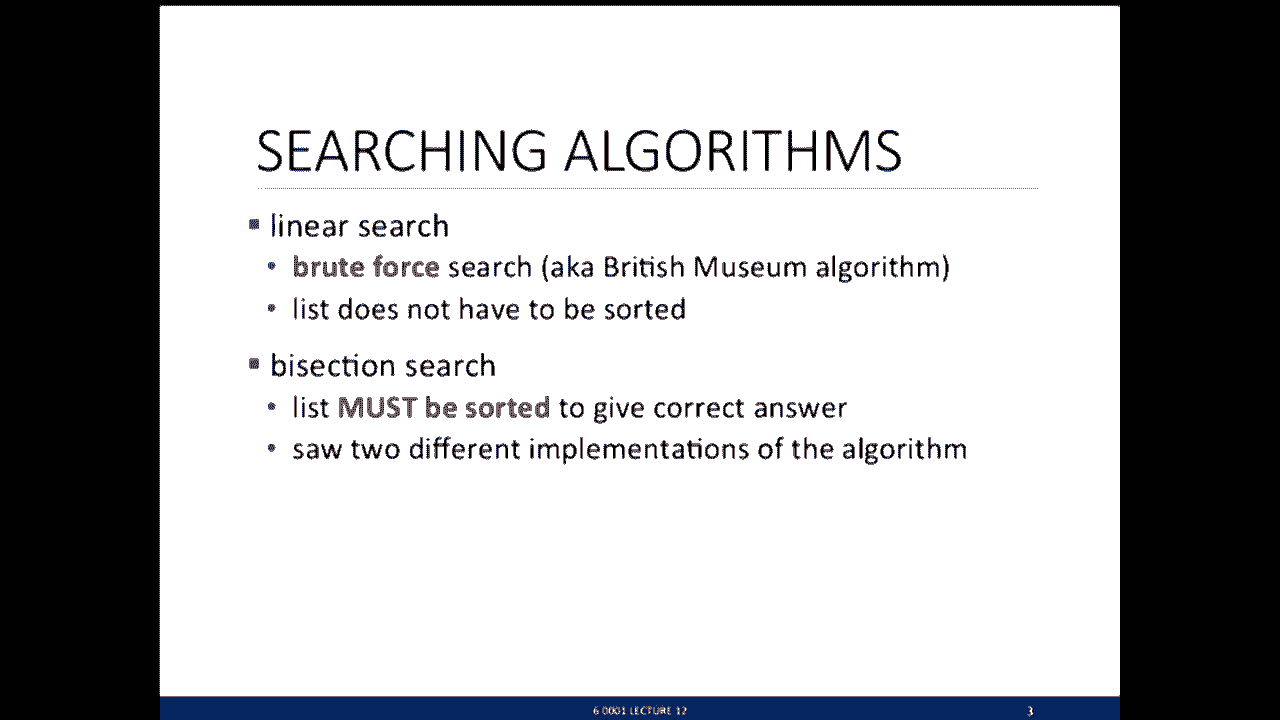 SEARCHING ALGORITHMS
▪ linear search
• brute force search (aka British Museum algorithm)
• list does not have to be sorted
▪ bisection search
• list MUST be sorted to give correct answer
• saw two different implementations of the algorithm
6.0001 LECTURE 12
3